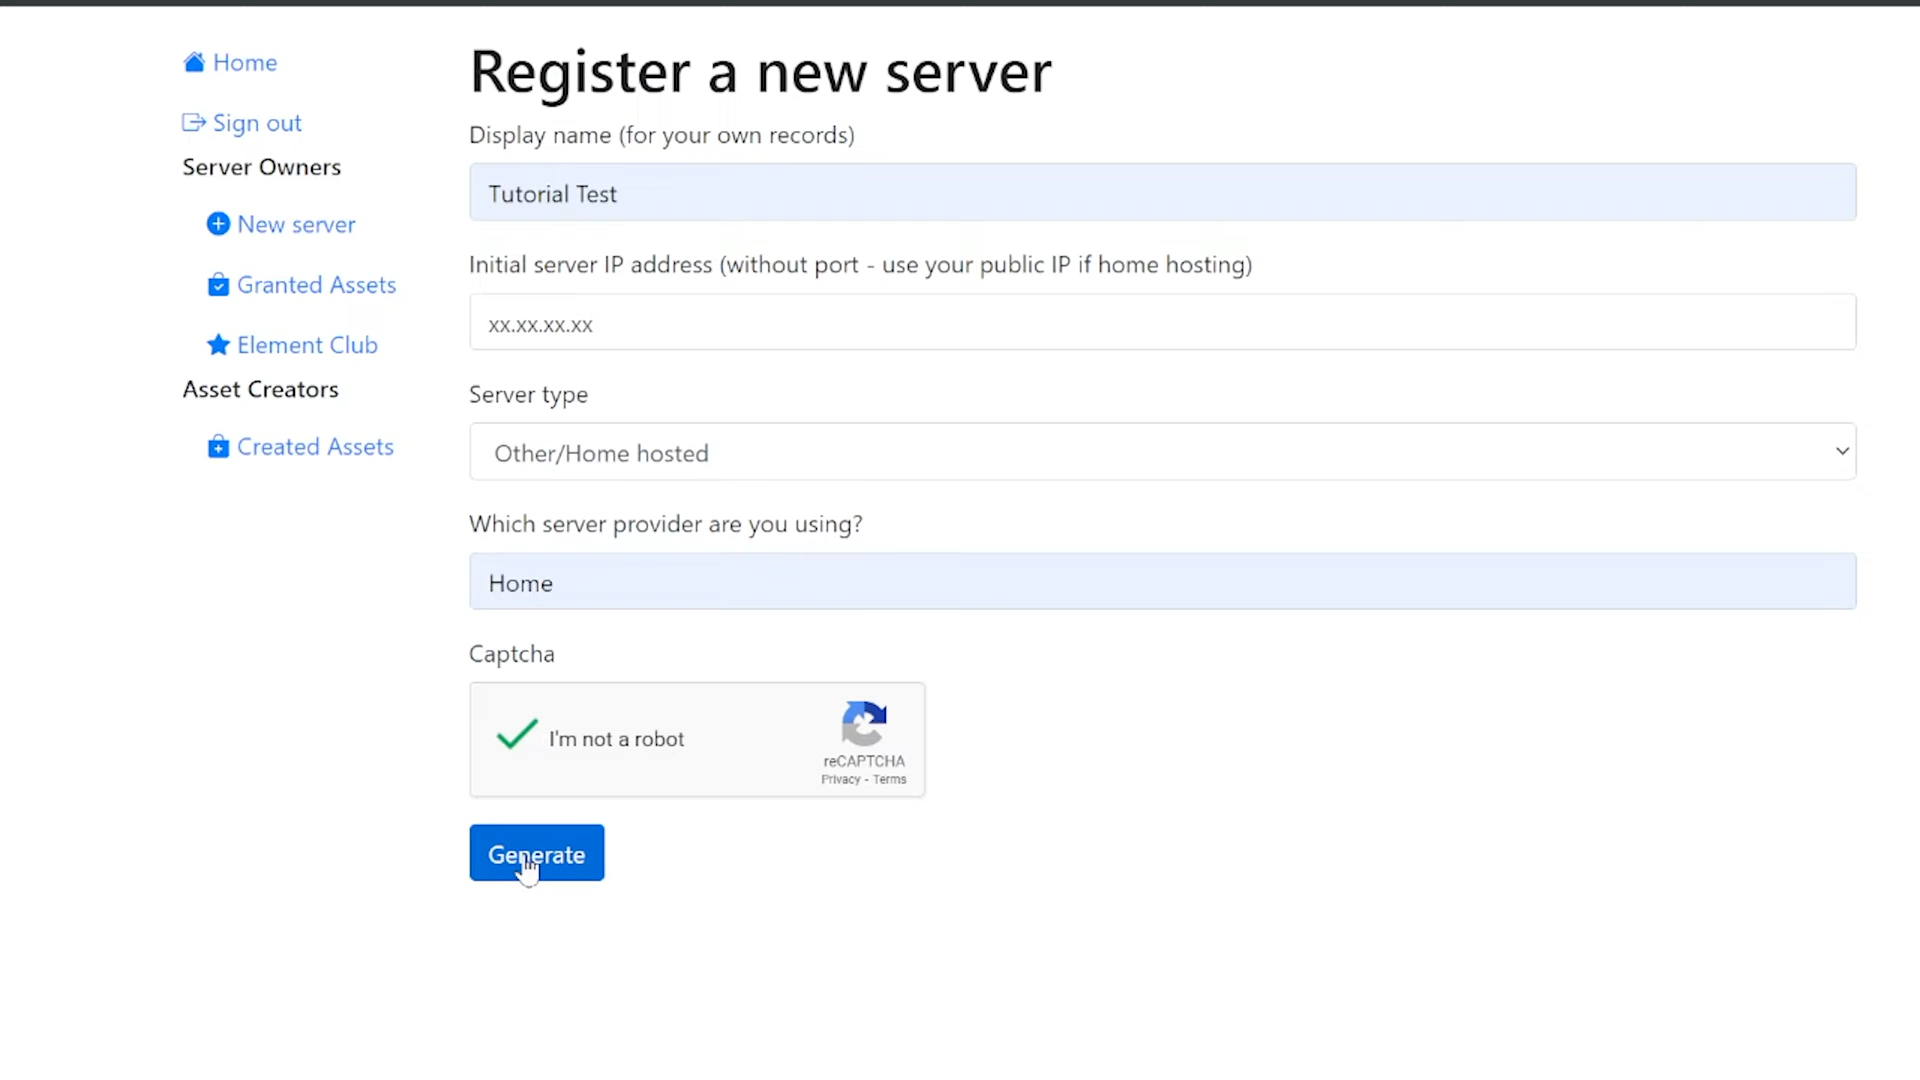 Home
Sign out
Server Owners
New server
Granted Assets
Element Club
Asset Creators
Created Assets
Register a new server
Display name (for your own records)
Tutorial Test
Initial server IP address (without port - use your public IP if home hosting)
xx.xx.xx.xx
Server type
Other/Home hosted
Which server provider are you using?
Home
Captcha
I'm not a robot
reCAPTCHA
Privacy - Terms
Generate